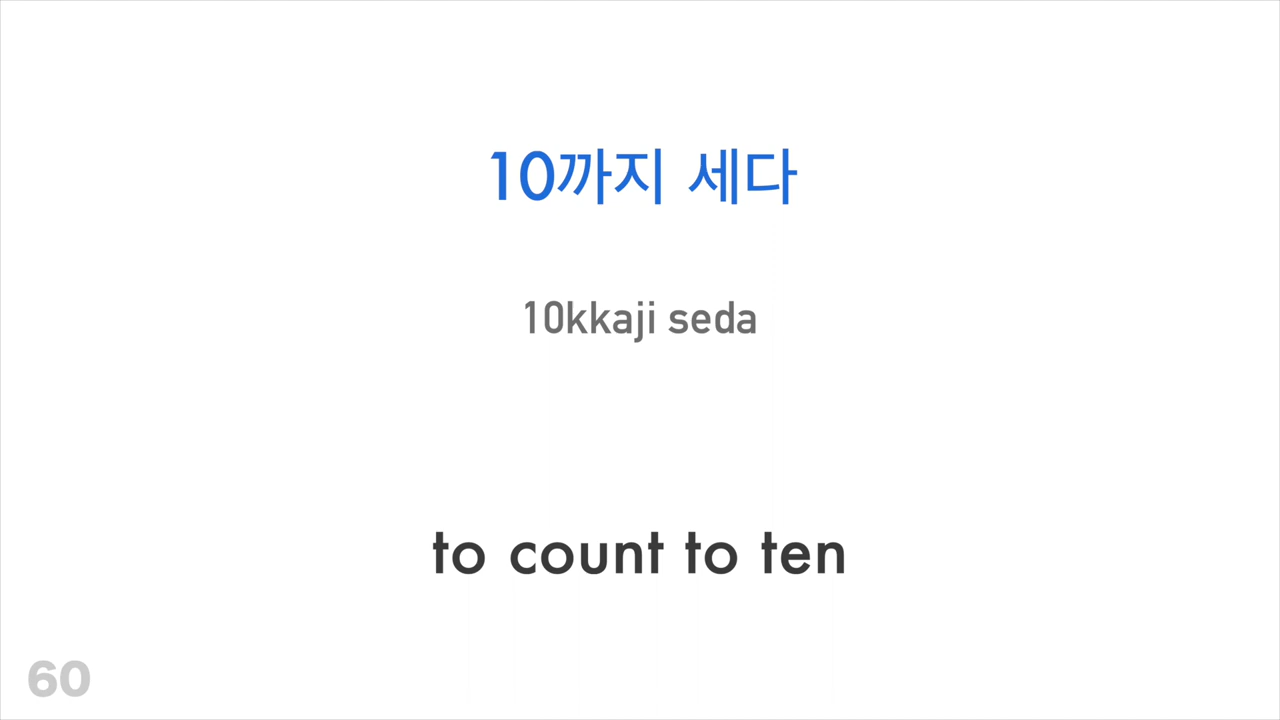 10까지 세다
10kkaji seda
to count to ten
60